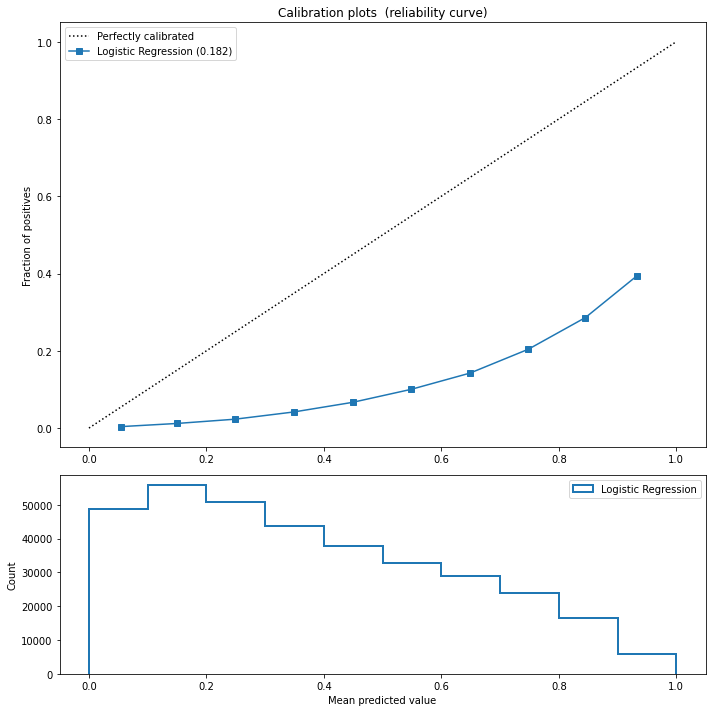 Calibration plots  (reliability curve)
Perfectly calibrated
Logistic Regression (0.182)
Fraction of positives
1.0
0.8
0.6
0.4
0.2
0.0
0.0 0.2 0.4 0.6 0.8 1.0
Logistic Regression
Count
50000
40000
30000
20000
10000
0
0.0 0.2 0.4 0.6 0.8 1.0
Mean predicted value